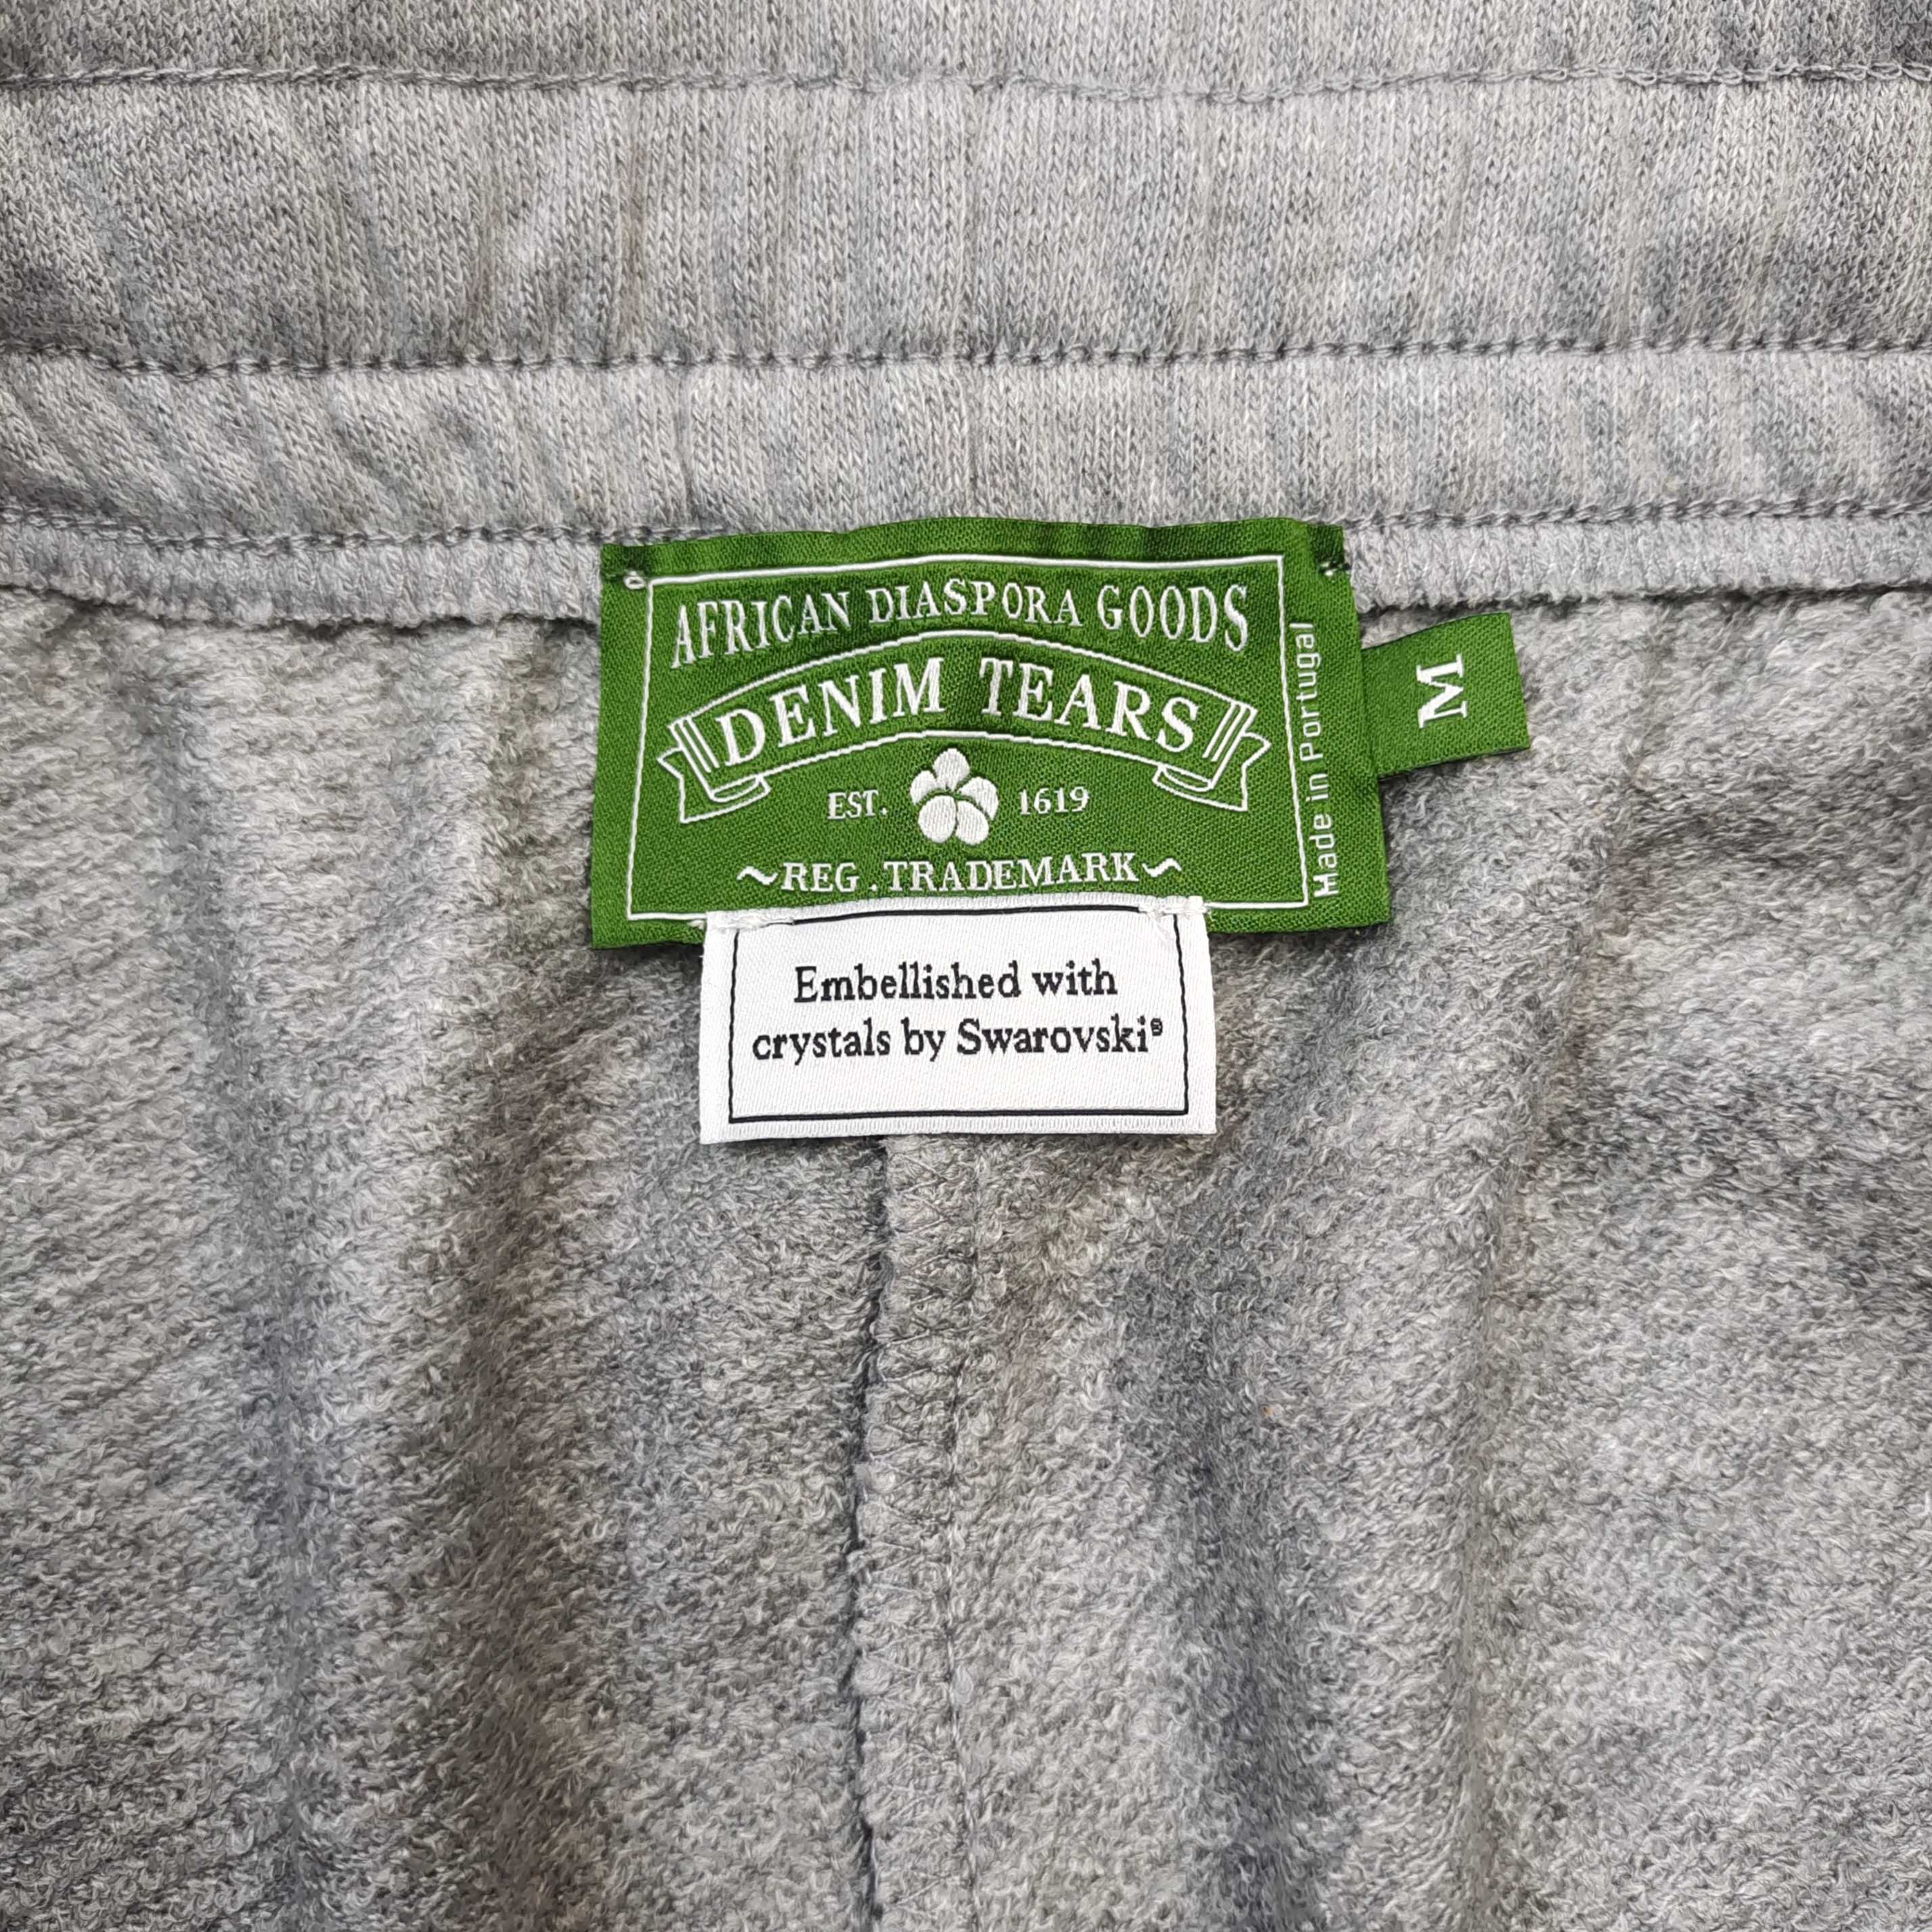 AFRICAN DIASPORA GOODS
DENIM TEARS
EST. 1619
~REG.TRADEMARK~
Made in Portugal
M
Embellished with
crystals by Swarovski®